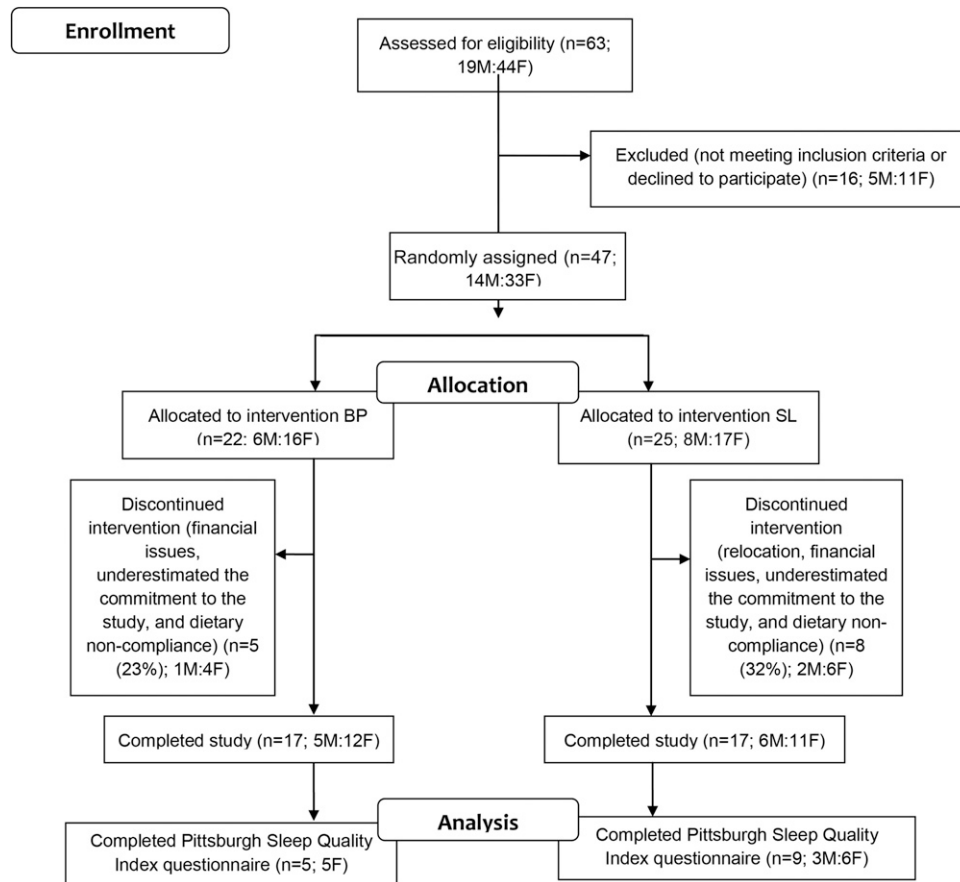 Enrollment
Assessed for eligibility (n=63;
19M:44F)
Excluded (not meeting inclusion criteria or
declined to participate) (n=16; 5M:11F)
Randomly assigned (n=47;
14M:33F)
Allocation
Allocated to intervention BP
(n=22; 6M:16F)
Allocated to intervention SL
(n=25; 8M:17F)
Discontinued
intervention (financial
issues,
underestimated the
commitment to the
study, and dietary
non-compliance) (n=5
(23%); 1M:4F)
Discontinued
intervention
(relocation, financial
issues, underestimated
the commitment to the
study, and dietary non-
compliance) (n=8
(32%); 2M:6F)
Completed study (n=17; 5M:12F)
Completed study (n=17; 6M:11F)
Analysis
Completed Pittsburgh Sleep Quality
Index questionnaire (n=5; 5F)
Completed Pittsburgh Sleep Quality
Index questionnaire (n=9; 3M:6F)